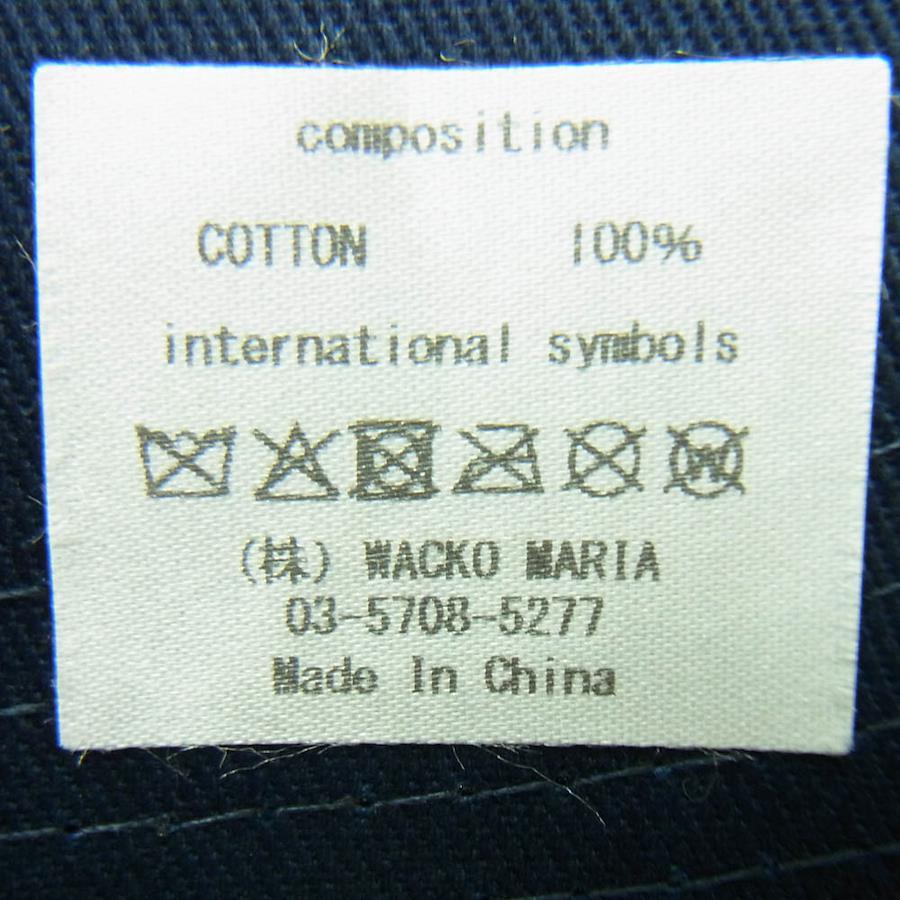 composition
COTTON 100%
international symbols
W
(株) WACKO MARIA
03-5708-5277
Made In China